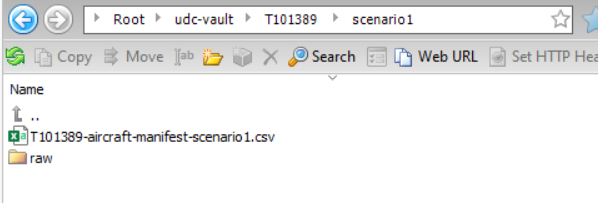 Root udc-vault T101389 scenario1
Copy Move ab Search Web URL Set HTTP Hea
Name
..
T101389-aircraft-manifest-scenario1.csv
raw